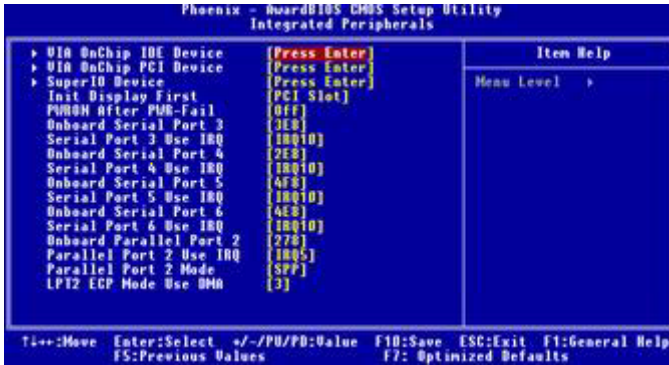 Phoenix - AwardBIOS CMOS Setup Utility
Integrated Peripherals
VIA OnChip IDE Device [Press Enter]
VIA OnChip PCI Device [Press Enter]
SuperIO Device [Press Enter]
Init Display First [PCI Slot]
PWRON After PWR-Fail [Off]
Onboard Serial Port 3 [3E8]
Serial Port 3 Use IRQ [IRQ10]
Onboard Serial Port 4 [2E8]
Serial Port 4 Use IRQ [IRQ10]
Onboard Serial Port 5 [4F8]
Serial Port 5 Use IRQ [IRQ10]
Onboard Serial Port 6 [4E8]
Serial Port 6 Use IRQ [IRQ10]
Onboard Parallel Port 2 [278]
Parallel Port 2 Use IRQ [IRQ5]
Parallel Port 2 Mode [SPP]
LPT2 ECP Mode Use DMA [3]
Item Help
Menu Level
↑↓→←:Move Enter:Select +/-/PU/PD:Value F10:Save ESC:Exit F1:General Help
F5:Previous Values F7: Optimized Defaults